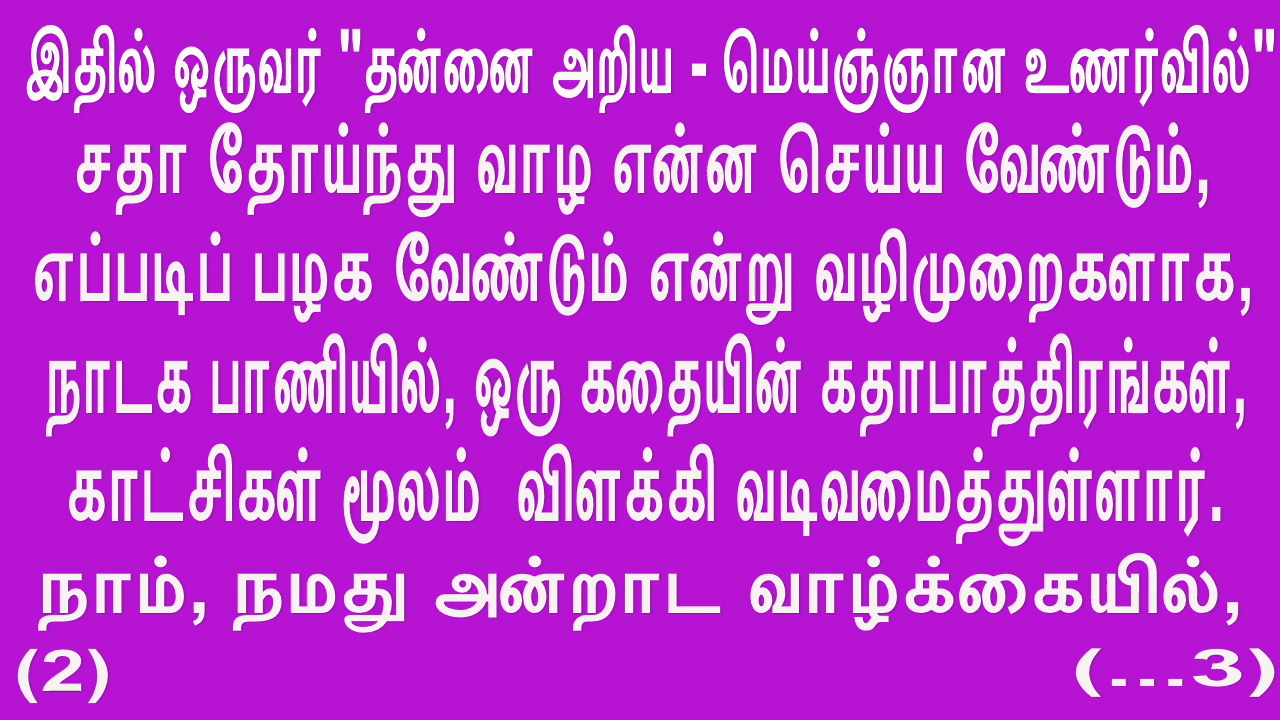 இதில் ஒருவர் "தன்னை அறிய - மெய்ஞ்ஞான உணர்வில்"
சதா தோய்ந்து வாழ என்ன செய்ய வேண்டும்,
எப்படிப் பழக வேண்டும் என்று வழிமுறைகளாக,
நாடக பாணியில், ஒரு கதையின் கதாபாத்திரங்கள்,
காட்சிகள் மூலம் விளக்கி வடிவமைத்துள்ளார்.
நாம், நமது அன்றாட வாழ்க்கையில்,
(2) (...3)